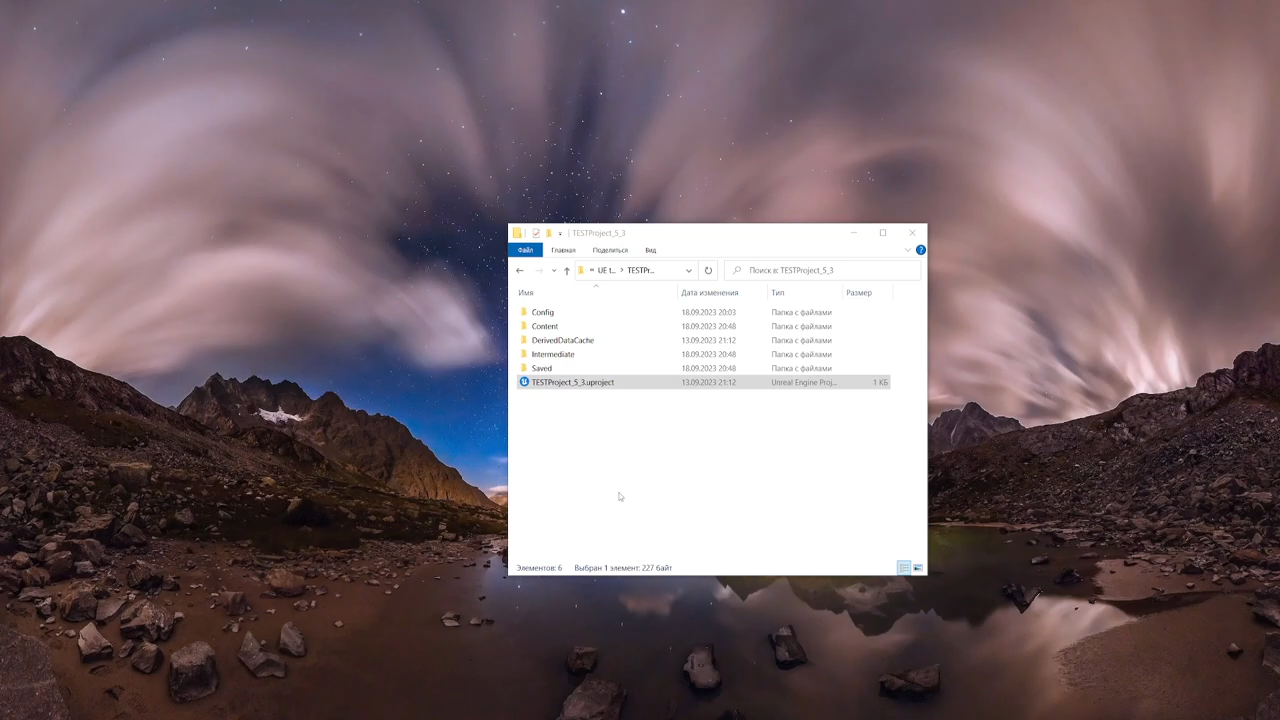 TESTProject_5_3
Файл Главная Поделиться Вид
« UE t... > TESTPr... Поиск в: TESTProject_5_3
Имя Дата изменения Тип Размер
Config 18.09.2023 20:03 Папка с файлами
Content 18.09.2023 20:48 Папка с файлами
DerivedDataCache 13.09.2023 21:12 Папка с файлами
Intermediate 18.09.2023 20:48 Папка с файлами
Saved 18.09.2023 20:48 Папка с файлами
TESTProject_5_3.uproject 13.09.2023 21:12 Unreal Engine Proj... 1 КБ
Элементов: 6 Выбран 1 элемент: 227 байт